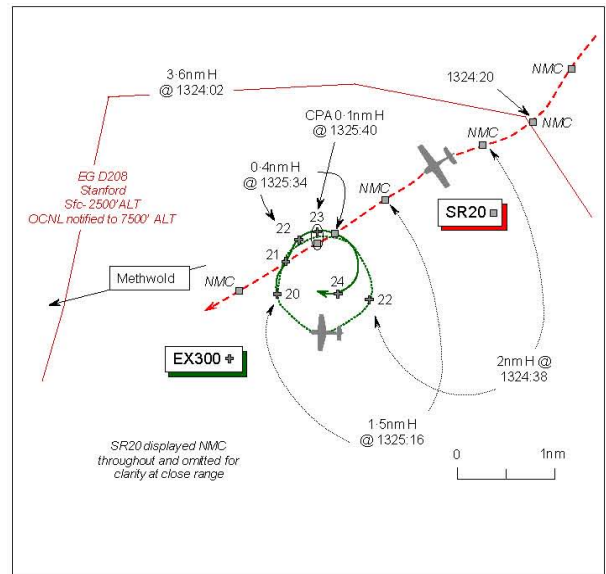 3·6nm H
@ 1324:02
NMC
1324:20
CPA 0·1nm H
@ 1325:40
NMC
NMC
0·4nm H
@ 1325:34
EG D208
Stanford
Sfc- 2500' ALT
OCNL notified to 7500' ALT
NMC
SR20
22
23
21
Methwold
NMC
20
24
22
EX300
2nm H @
1324:38
1·5nm H
@ 1325:16
SR20 displayed NMC
throughout and omitted for
clarity at close range
0
1nm